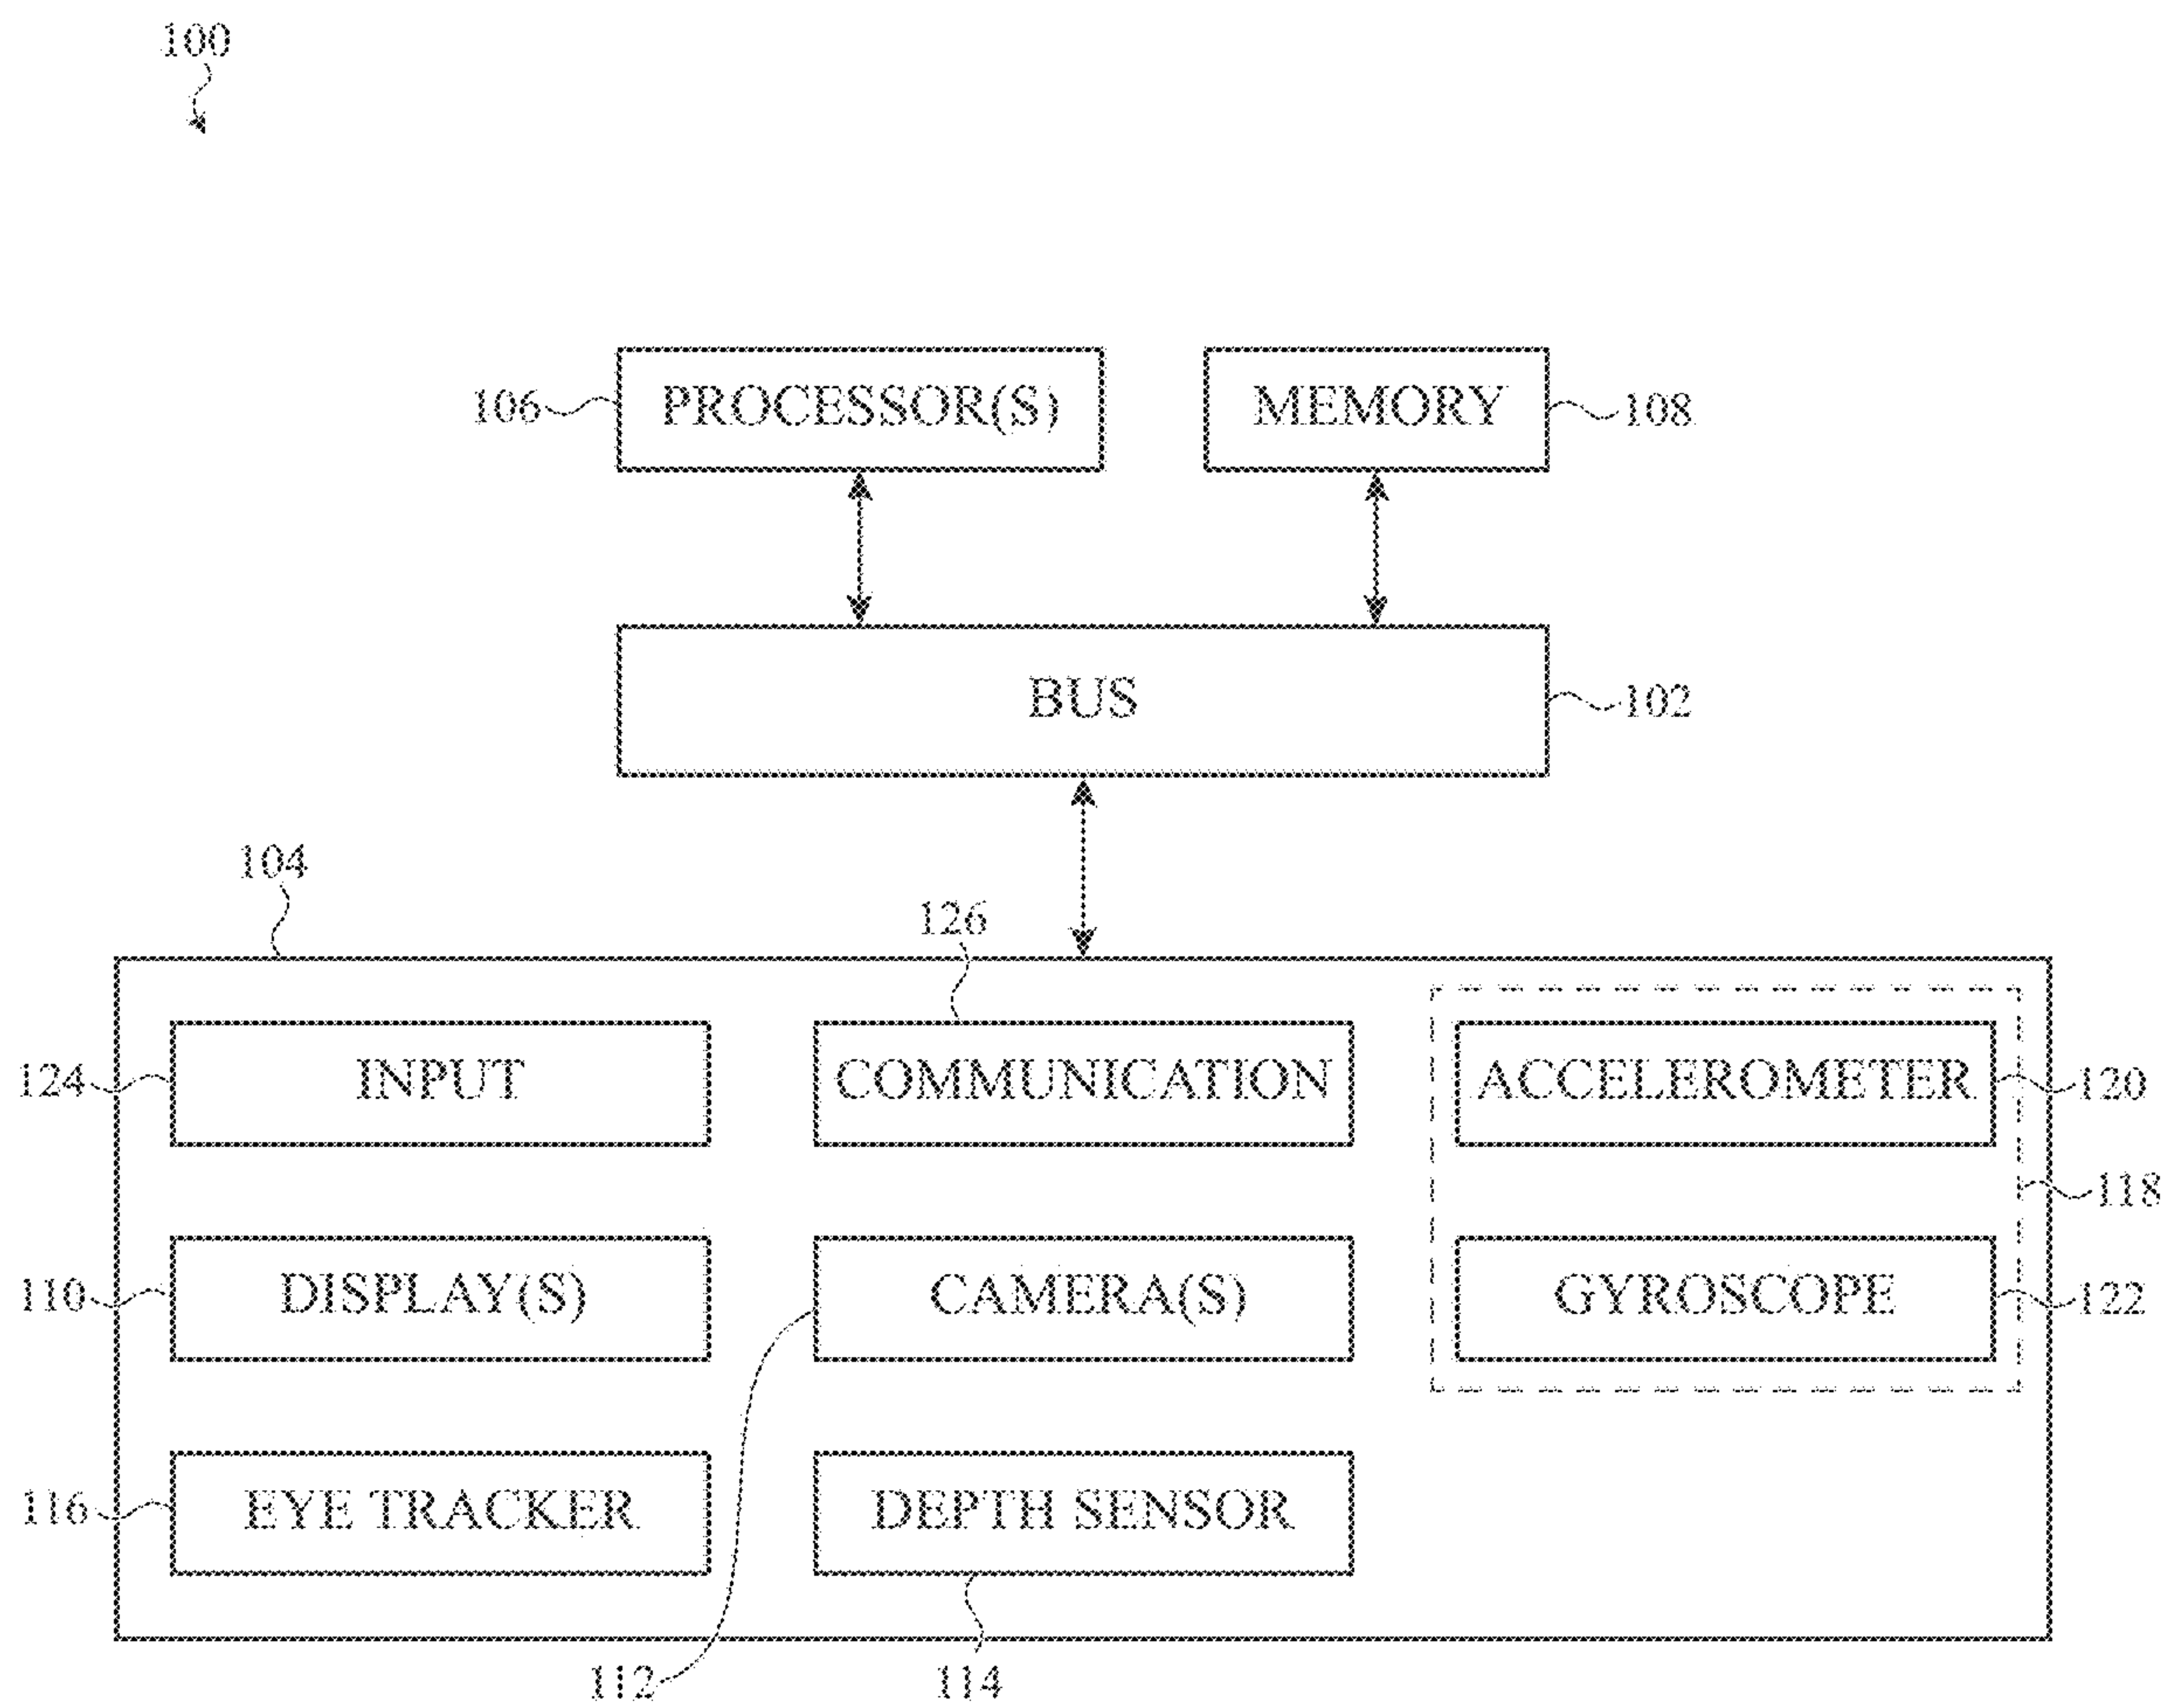 100
106 PROCESSOR(S) MEMORY 108
BUS 102
104
126
124 INPUT COMMUNICATION ACCELEROMETER 120
118
110 DISPLAY(S) CAMERA(S) GYROSCOPE 122
116 EYE TRACKER DEPTH SENSOR
112 114